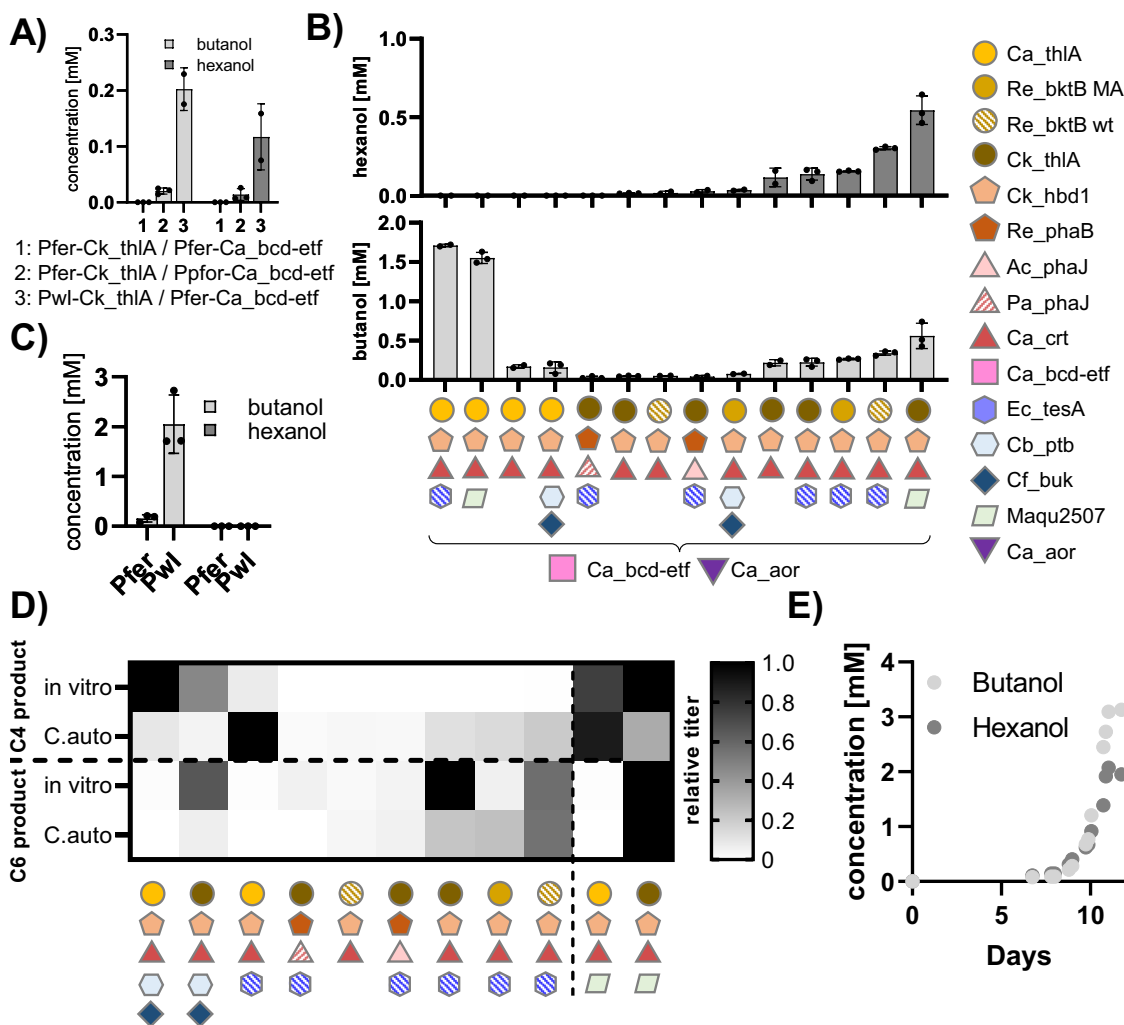 A)
concentration [mM]
0.3
0.2
0.1
0.0
butanol
hexanol
1 2 3 1 2 3
1: Pfer-Ck_thlA / Pfer-Ca_bcd-etf
2: Pfer-Ck_thlA / Ppfor-Ca_bcd-etf
3: Pwl-Ck_thlA / Pfer-Ca_bcd-etf
B)
hexanol [mM]
1.0
0.5
0.0
butanol [mM]
2.0
1.5
1.0
0.5
0.0
Ca_bcd-etf Ca_aor
Ca_thlA
Re_bktB MA
Re_bktB wt
Ck_thlA
Ck_hbd1
Re_phaB
Ac_phaJ
Pa_phaJ
Ca_crt
Ca_bcd-etf
Ec_tesA
Cb_ptb
Cf_buk
Maqu2507
Ca_aor
C)
concentration [mM]
3
2
1
0
butanol
hexanol
Pfer Pwl Pfer Pwl
D)
C6 product C4 product
in vitro
C.auto
in vitro
C.auto
relative titer
1.0
0.8
0.6
0.4
0.2
0
E)
concentration [mM]
4
3
2
1
0
Butanol
Hexanol
0 5 10
Days